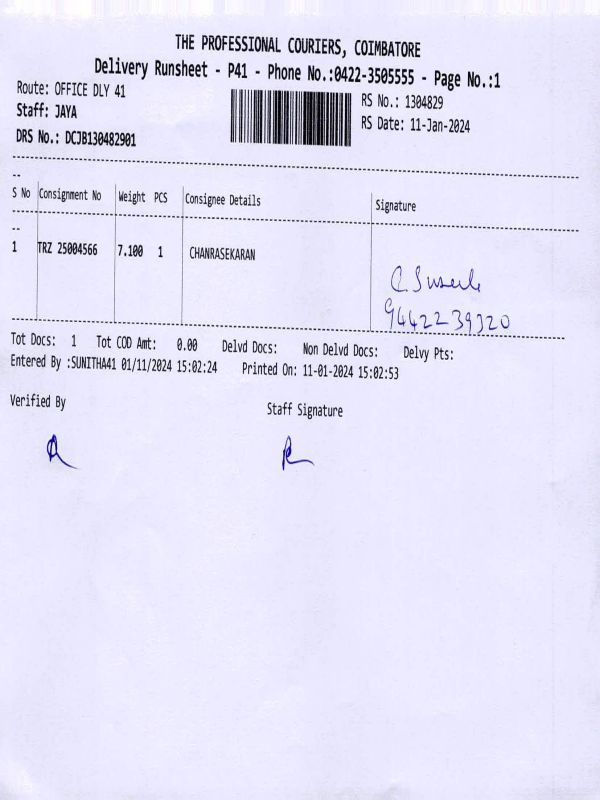 THE PROFESSIONAL COURIERS, COIMBATORE
Delivery Runsheet - P41 - Phone No.:0422-3505555 - Page No.:1
Route: OFFICE DLY 41
RS No.: 1304829
Staff: JAYA
RS Date: 11-Jan-2024
DRS No.: DCJB130482901
--
S No Consignment No Weight PCS Consignee Details Signature
--
1 TRZ 25004566 7.100 1 CHANRASEKARAN
Tot Docs: 1 Tot COD Amt: 0.00 Delvd Docs: Non Delvd Docs: Delvy Pts:
Entered By :SUNITHA41 01/11/2024 15:02:24 Printed On: 11-01-2024 15:02:53
Verified By
Staff Signature